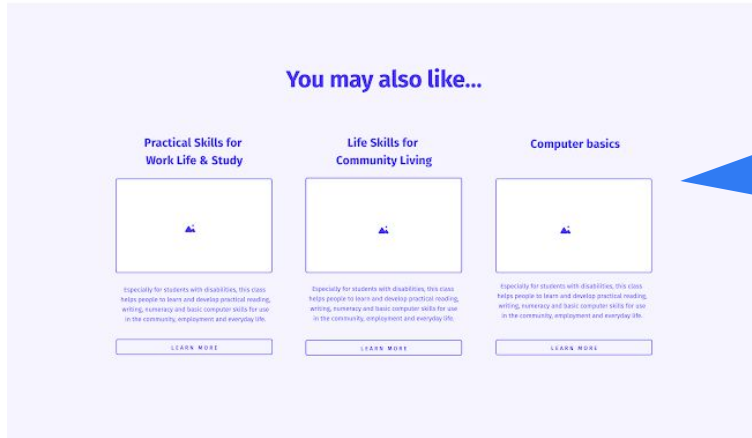 You may also like...
Practical Skills for
Work Life & Study
Especially for students with disabilities, this class
helps people to learn and develop practical reading,
writing, numeracy and basic computer skills for use
in the community, employment and everyday life.
LEARN MORE
Life Skills for
Community Living
Especially for students with disabilities, this class
helps people to learn and develop practical reading,
writing, numeracy and basic computer skills for use
in the community, employment and everyday life.
LEARN MORE
Computer basics
Especially for students with disabilities, this class
helps people to learn and develop practical reading,
writing, numeracy and basic computer skills for use
in the community, employment and everyday life.
LEARN MORE